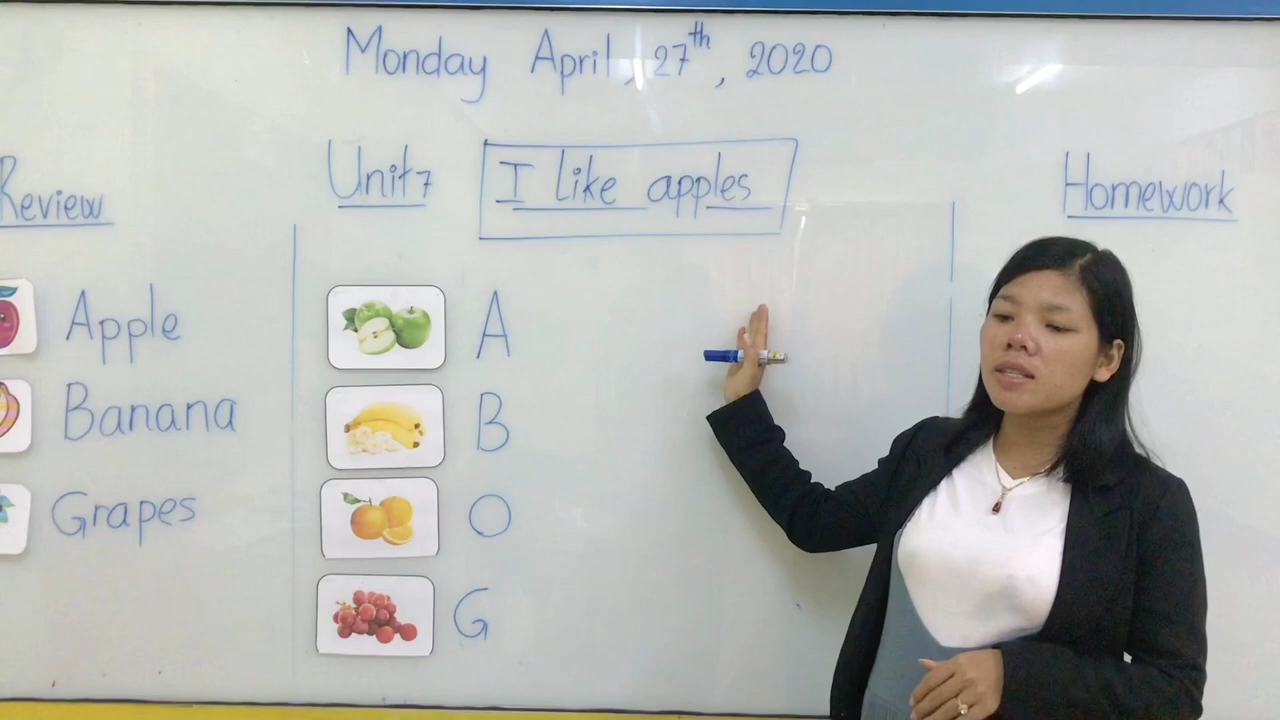 Monday April, 27th, 2020
Review
Unit 7 I like apples
Homework
Apple
Banana
Grapes
A
B
O
G